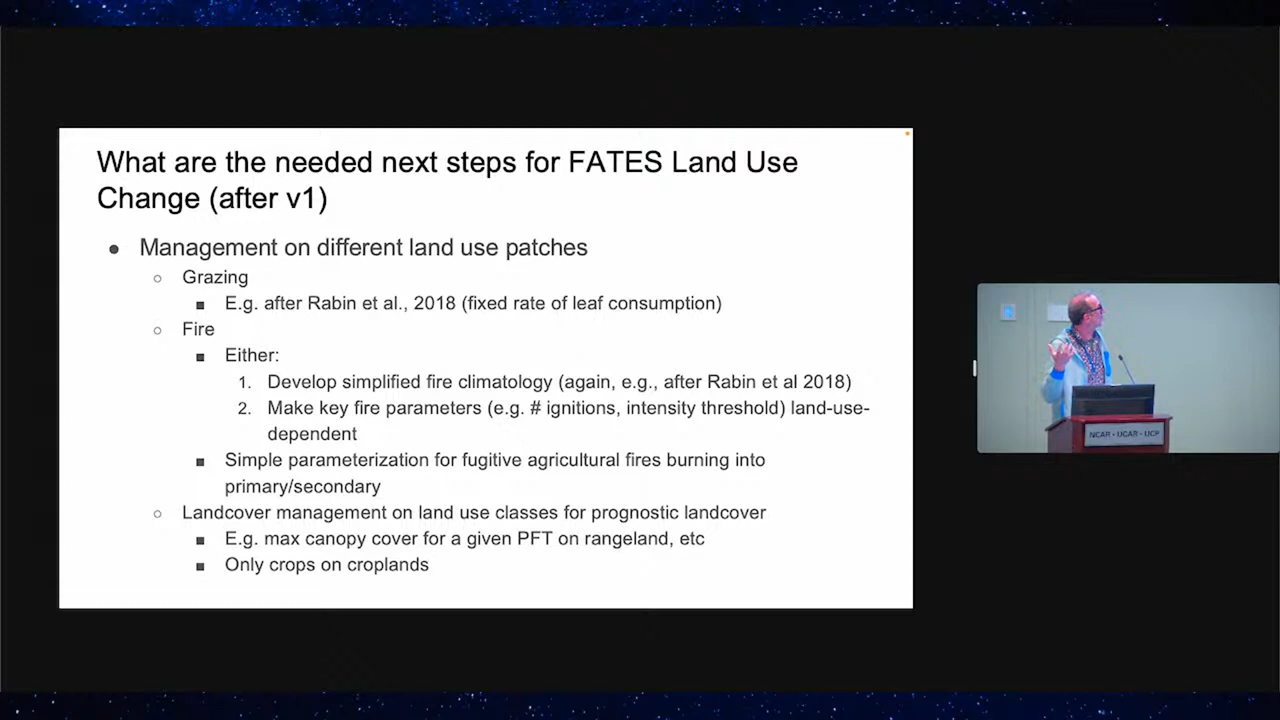 What are the needed next steps for FATES Land Use
Change (after v1)
● Management on different land use patches
○ Grazing
■ E.g. after Rabin et al., 2018 (fixed rate of leaf consumption)
○ Fire
■ Either:
1. Develop simplified fire climatology (again, e.g., after Rabin et al 2018)
2. Make key fire parameters (e.g. # ignitions, intensity threshold) land-use-
dependent
■ Simple parameterization for fugitive agricultural fires burning into
primary/secondary
○ Landcover management on land use classes for prognostic landcover
■ E.g. max canopy cover for a given PFT on rangeland, etc
■ Only crops on croplands
NCAR • UCAR • UCP